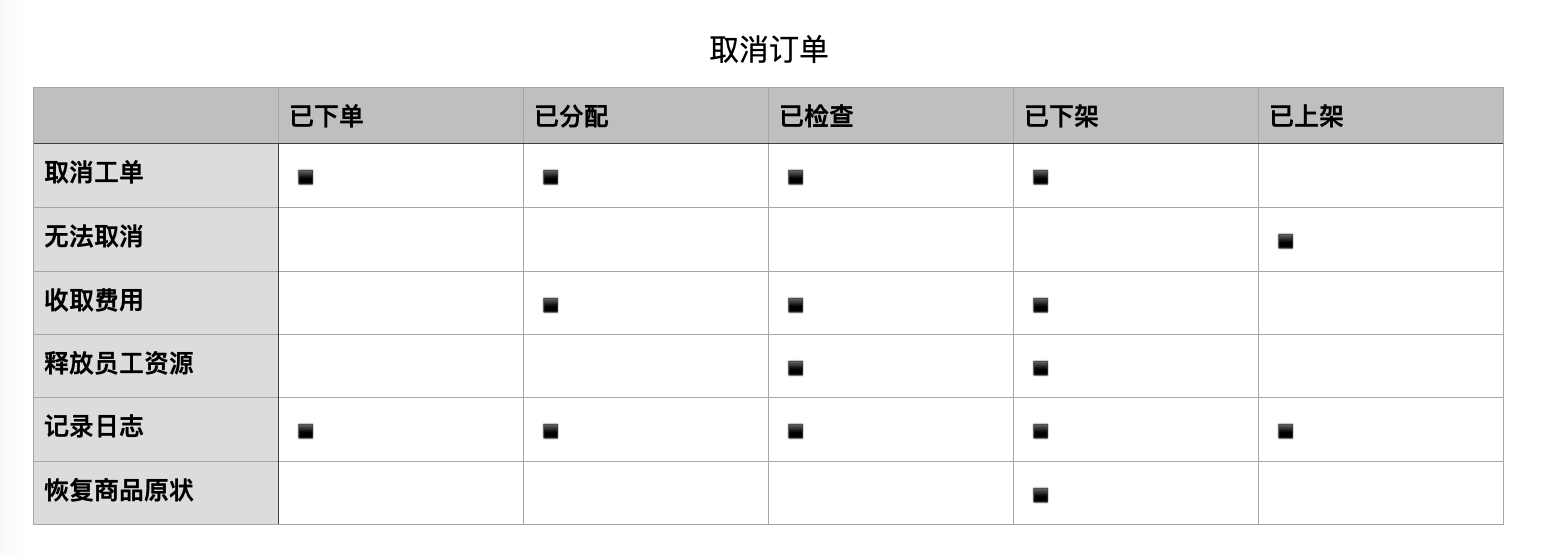 取消订单
已下单 已分配 已检查 已下架 已上架
取消工单 ■ ■ ■ ■
无法取消 ■
收取费用 ■ ■ ■
释放员工资源 ■ ■
记录日志 ■ ■ ■ ■ ■
恢复商品原状 ■